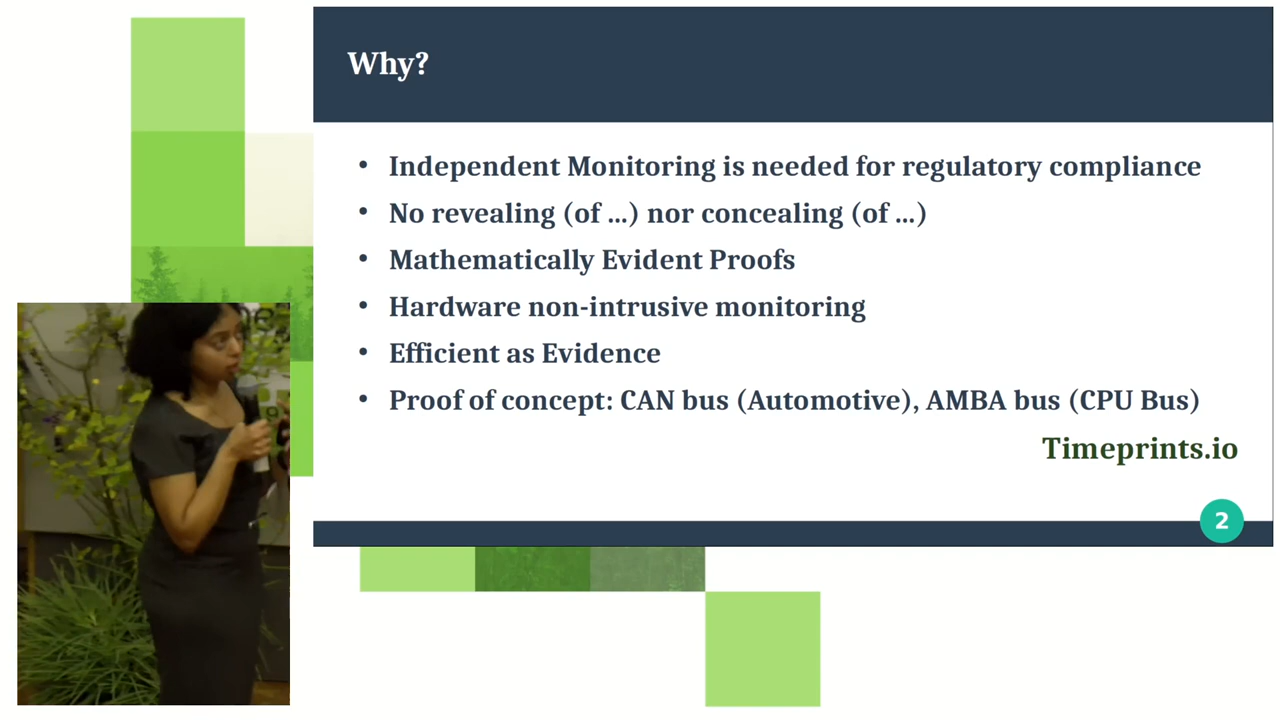 Why?
• Independent Monitoring is needed for regulatory compliance
• No revealing (of ...) nor concealing (of ...)
• Mathematically Evident Proofs
• Hardware non-intrusive monitoring
• Efficient as Evidence
• Proof of concept: CAN bus (Automotive), AMBA bus (CPU Bus)
Timeprints.io
2